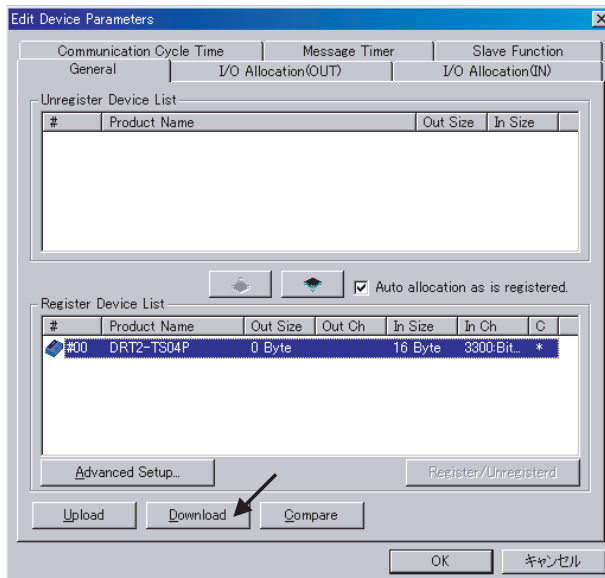 Edit Device Parameters
Communication Cycle Time Message Timer Slave Function
General I/O Allocation(OUT) I/O Allocation(IN)
Unregister Device List
# Product Name Out Size In Size
Auto allocation as is registered.
Register Device List
# Product Name Out Size Out Ch In Size In Ch C
#00 DRT2-TS04P 0 Byte 16 Byte 3300:Bit... *
Advanced Setup... Register/Unregisterd
Upload Download Compare
OK キャンセル